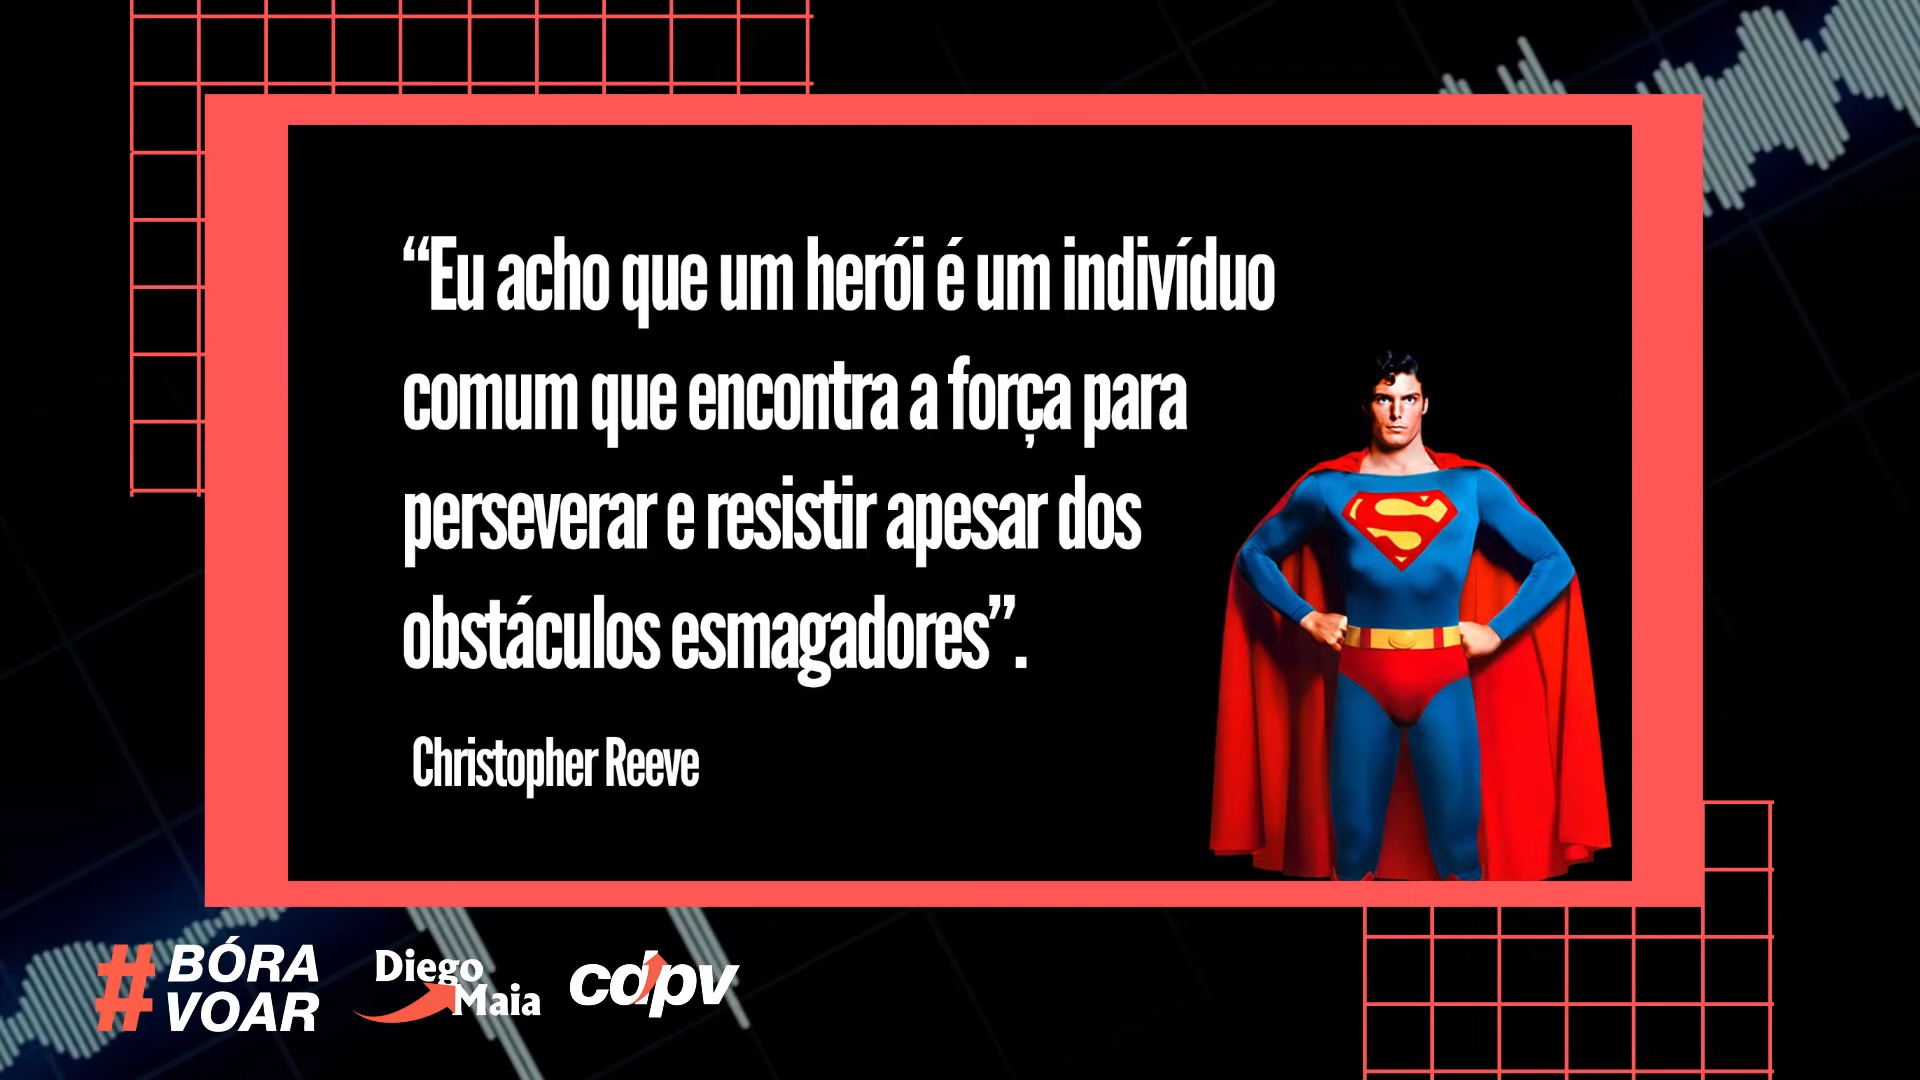 “Eu acho que um herói é um indivíduo
comum que encontra a força para
perseverar e resistir apesar dos
obstáculos esmagadores”.
Christopher Reeve
S
#BÓRA
VOAR
Diego
Maia
cdpv